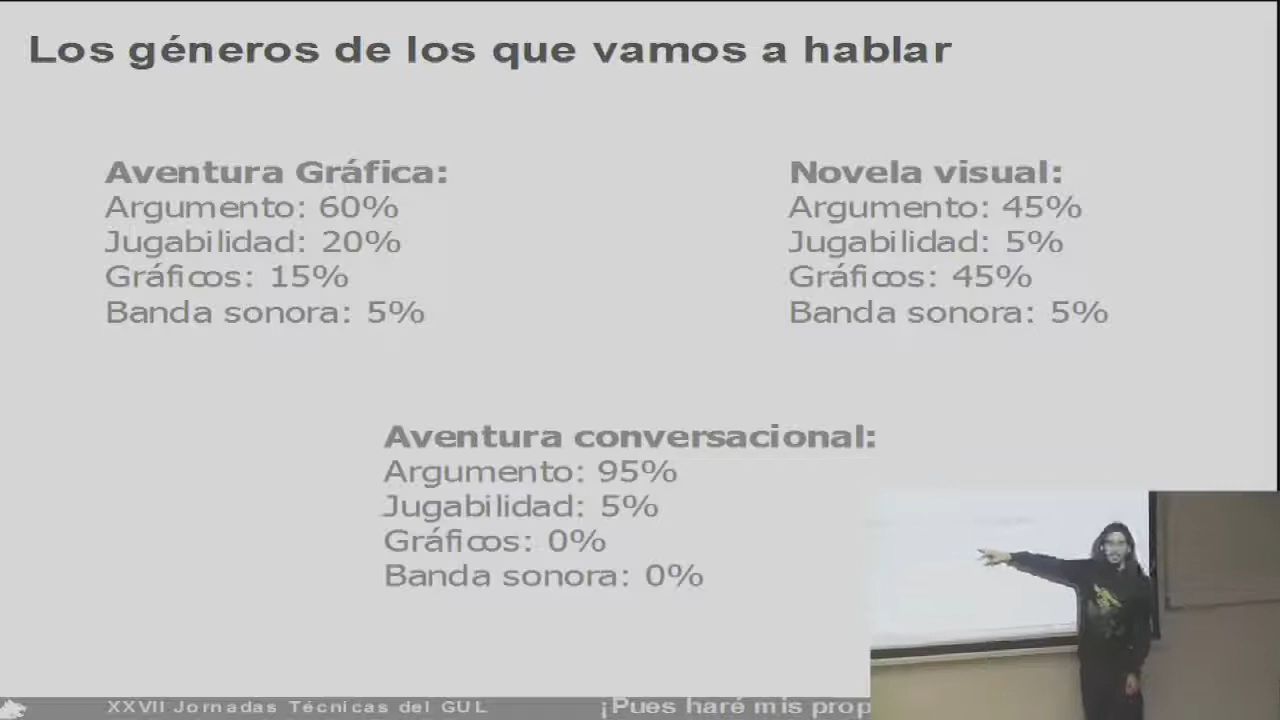 Los géneros de los que vamos a hablar
Aventura Gráfica:
Argumento: 60%
Jugabilidad: 20%
Gráficos: 15%
Banda sonora: 5%
Novela visual:
Argumento: 45%
Jugabilidad: 5%
Gráficos: 45%
Banda sonora: 5%
Aventura conversacional:
Argumento: 95%
Jugabilidad: 5%
Gráficos: 0%
Banda sonora: 0%
XXVII Jornadas Técnicas del GUL
¡Pues haré mis prop